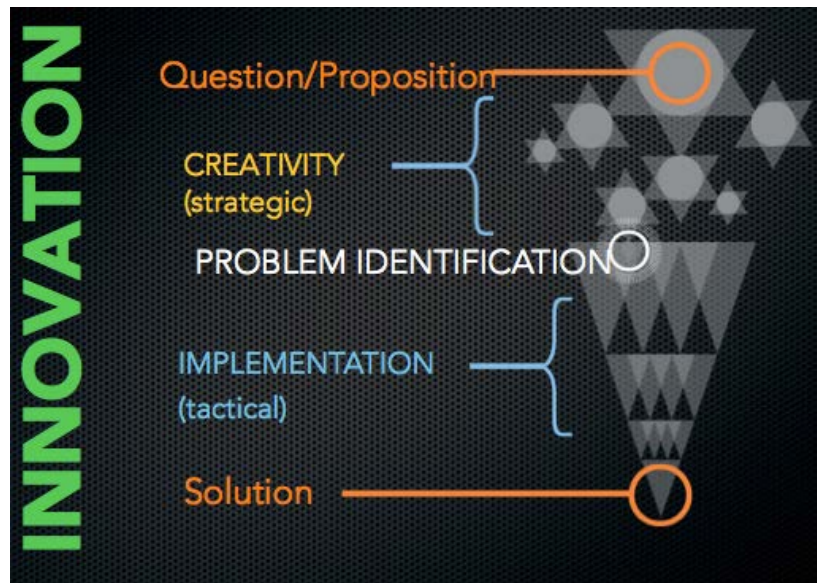 INNOVATION
Question/Proposition
CREATIVITY
(strategic)
PROBLEM IDENTIFICATION
IMPLEMENTATION
(tactical)
Solution